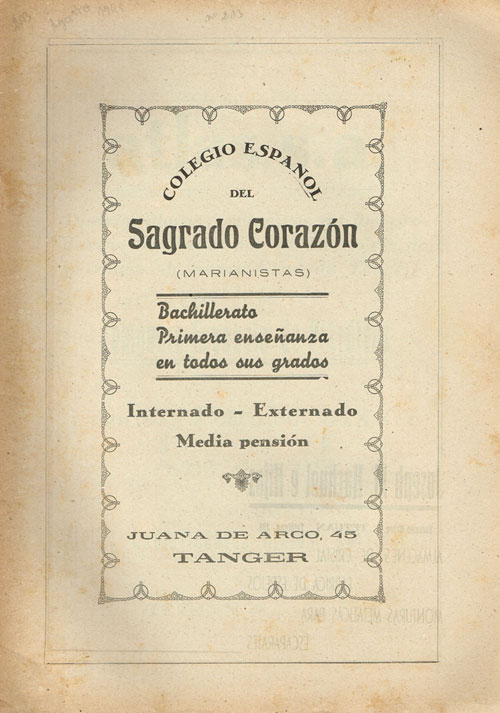 COLEGIO ESPAÑOL
DEL
Sagrado Corazón
(MARIANISTAS)
Bachillerato
Primera enseñanza
en todos sus grados
Internado - Externado
Media pensión
JUANA DE ARCO, 45
TANGER